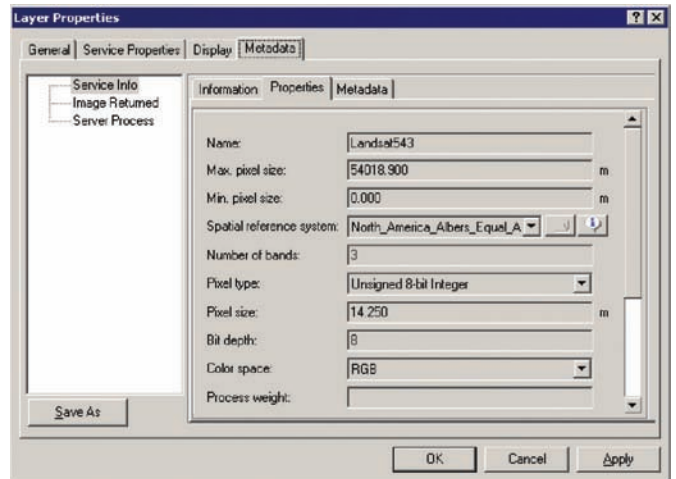 Layer Properties
General Service Properties Display Metadata
Service Info
Image Returned
Server Process
Save As
Information Properties Metadata
Name: Landsat543
Max. pixel size: 54018.900 m
Min. pixel size: 0.000 m
Spatial reference system: North_America_Albers_Equal_A
Number of bands: 3
Pixel type: Unsigned 8-bit Integer
Pixel size: 14.250 m
Bit depth: 8
Color space: RGB
Process weight:
OK Cancel Apply